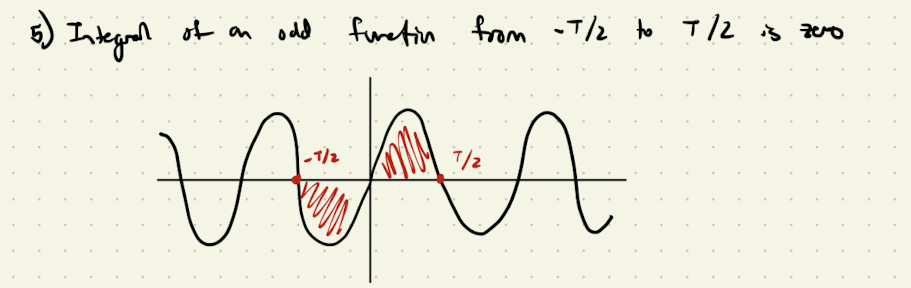 5) Integral of an odd function from -T/2 to T/2 is zero
-T/2
T/2